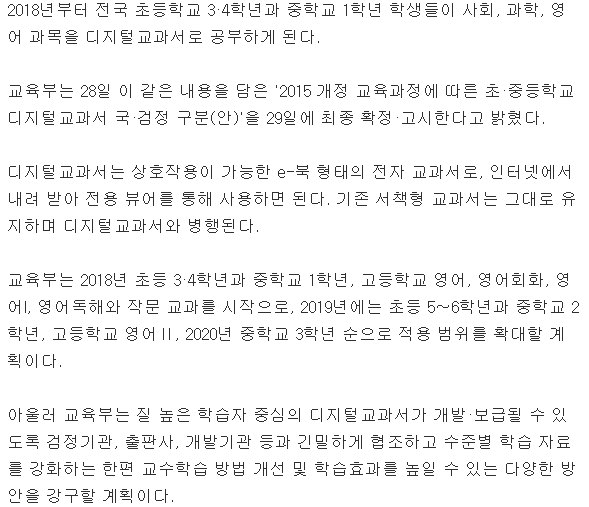 2018년부터 전국 초등학교 3·4학년과 중학교 1학년 학생들이 사회, 과학, 영
어 과목을 디지털교과서로 공부하게 된다.
교육부는 28일 이 같은 내용을 담은 '2015 개정 교육과정에 따른 초·중등학교
디지털교과서 국·검정 구분(안)'을 29일에 최종 확정·고시한다고 밝혔다.
디지털교과서는 상호작용이 가능한 e-북 형태의 전자 교과서로, 인터넷에서
내려 받아 전용 뷰어를 통해 사용하면 된다. 기존 서책형 교과서는 그대로 유
지하며 디지털교과서와 병행된다.
교육부는 2018년 초등 3·4학년과 중학교 1학년, 고등학교 영어, 영어회화, 영
어I, 영어독해와 작문 교과를 시작으로, 2019년에는 초등 5~6학년과 중학교 2
학년, 고등학교 영어Ⅱ, 2020년 중학교 3학년 순으로 적용 범위를 확대할 계
획이다.
아울러 교육부는 질 높은 학습자 중심의 디지털교과서가 개발·보급될 수 있
도록 검정기관, 출판사, 개발기관 등과 긴밀하게 협조하고 수준별 학습 자료
를 강화하는 한편 교수학습 방법 개선 및 학습효과를 높일 수 있는 다양한 방
안을 강구할 계획이다.